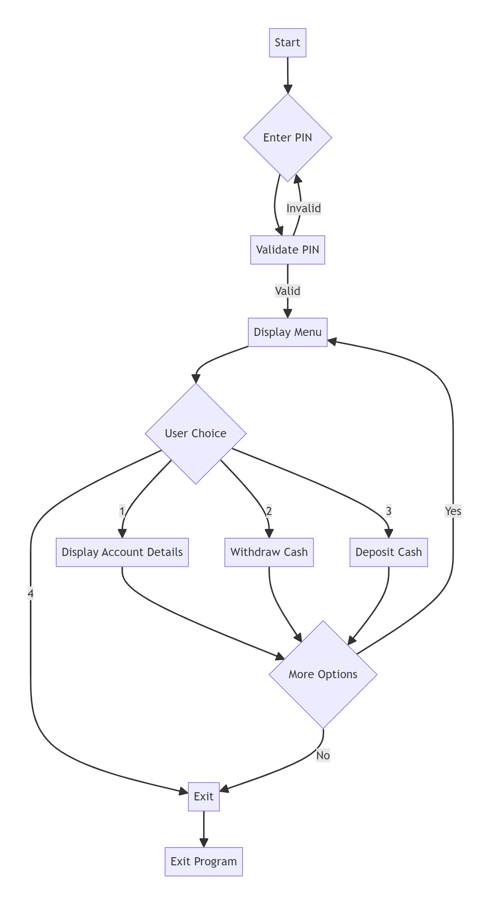 Start
Enter PIN
Invalid
Validate PIN
Valid
Display Menu
User Choice
1
2
3
Yes
Display Account Details
Withdraw Cash
Deposit Cash
4
More Options
No
Exit
Exit Program